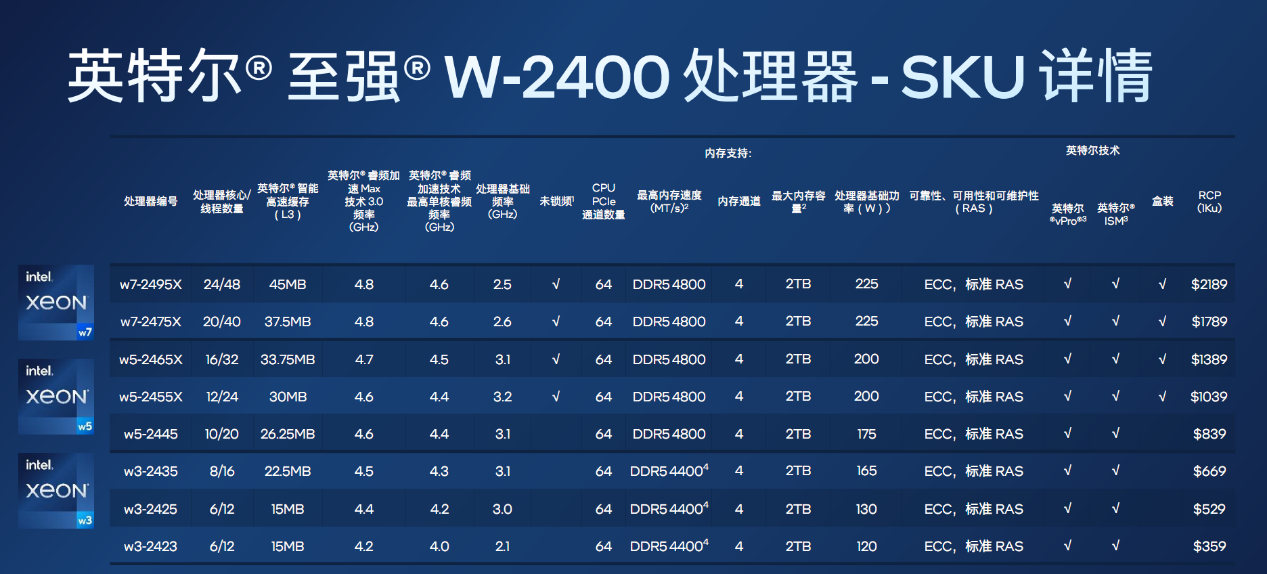 英特尔® 至强® W-2400 处理器 - SKU 详情
内存支持:
英特尔技术
处理器编号
处理器核心/
线程数量
英特尔® 智能
高速缓存
( L3 )
英特尔® 睿频加
速 Max
技术 3.0
频率
(GHz)
英特尔® 睿频
加速技术
最高单核睿频
频率
(GHz)
处理器基础
频率
(GHz)
未锁频¹
CPU
PCIe
通道数量
最高内存速度
(MT/s)²
内存通道
最大内存容
量²
处理器基础功
率 ( W ) )
可靠性、可用性和可维护性
( RAS )
英特尔
®vPro®³
英特尔®
ISM³
盒装
RCP
(1Ku)
intel.
xeon
w7
w7-2495X 24/48 45MB 4.8 4.6 2.5 √ 64 DDR5 4800 4 2TB 225 ECC，标准 RAS √ √ √ $2189
w7-2475X 20/40 37.5MB 4.8 4.6 2.6 √ 64 DDR5 4800 4 2TB 225 ECC，标准 RAS √ √ √ $1789
intel.
xeon
w5
w5-2465X 16/32 33.75MB 4.7 4.5 3.1 √ 64 DDR5 4800 4 2TB 200 ECC，标准 RAS √ √ √ $1389
w5-2455X 12/24 30MB 4.6 4.4 3.2 √ 64 DDR5 4800 4 2TB 200 ECC，标准 RAS √ √ √ $1039
w5-2445 10/20 26.25MB 4.6 4.4 3.1 64 DDR5 4800 4 2TB 175 ECC，标准 RAS √ √ $839
intel.
xeon
w3
w3-2435 8/16 22.5MB 4.5 4.3 3.1 64 DDR5 4400⁴ 4 2TB 165 ECC，标准 RAS √ √ $669
w3-2425 6/12 15MB 4.4 4.2 3.0 64 DDR5 4400⁴ 4 2TB 130 ECC，标准 RAS √ √ $529
w3-2423 6/12 15MB 4.2 4.0 2.1 64 DDR5 4400⁴ 4 2TB 120 ECC，标准 RAS √ √ $359